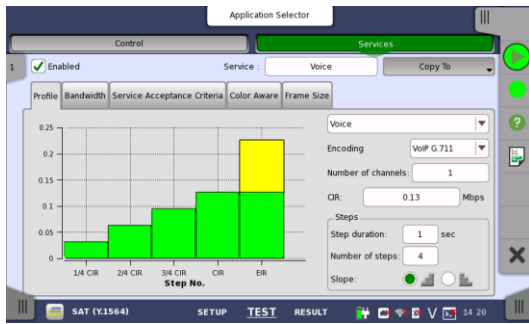 Application Selector
Control Services
1 Enabled Service : Voice Copy To
Profile Bandwidth Service Acceptance Criteria Color Aware Frame Size
Voice
Encoding VoIP G.711
Number of channels: 1
CIR: 0.13 Mbps
Steps
Step duration: 1 sec
Number of steps: 4
Slope:
0.25
0.2
0.15
0.1
0.05
0
1/4 CIR 2/4 CIR 3/4 CIR CIR EIR
Step No.
SAT (Y.1564) SETUP TEST RESULT 14 20